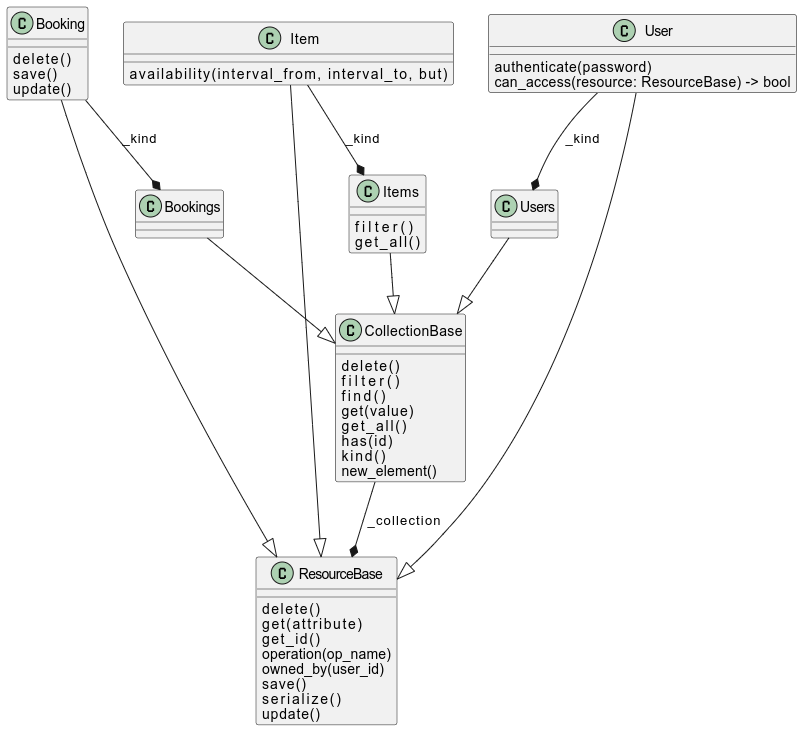 C Booking
delete()
save()
update()
C Item
availability(interval_from, interval_to, but)
C User
authenticate(password)
can_access(resource: ResourceBase) -> bool
_kind
_kind
_kind
C Bookings
C Items
filter()
get_all()
C Users
C CollectionBase
delete()
filter()
find()
get(value)
get_all()
has(id)
kind()
new_element()
_collection
C ResourceBase
delete()
get(attribute)
get_id()
operation(op_name)
owned_by(user_id)
save()
serialize()
update()